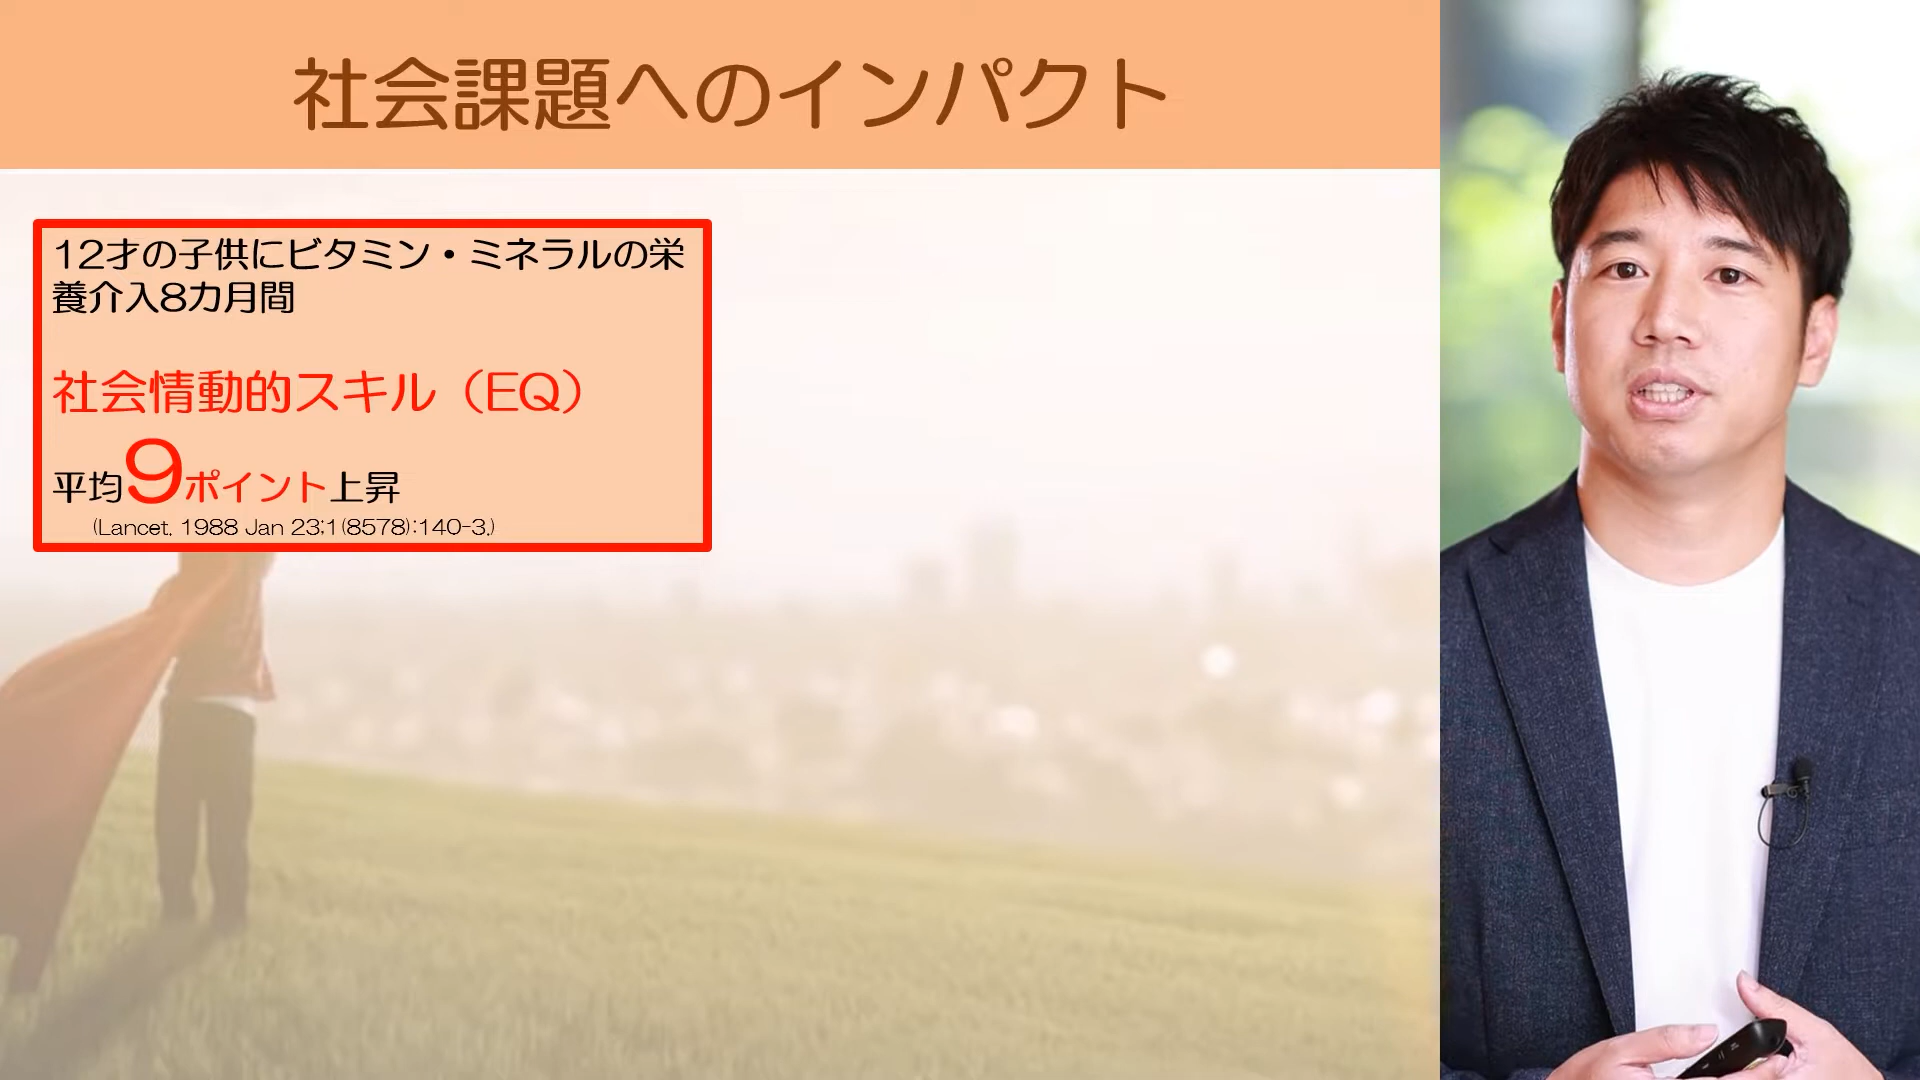 社会課題へのインパクト
12才の子供にビタミン・ミネラルの栄
養介入8カ月間
社会情動的スキル（EQ）
平均9ポイント上昇
(Lancet. 1988 Jan 23;1(8578):140-3.)